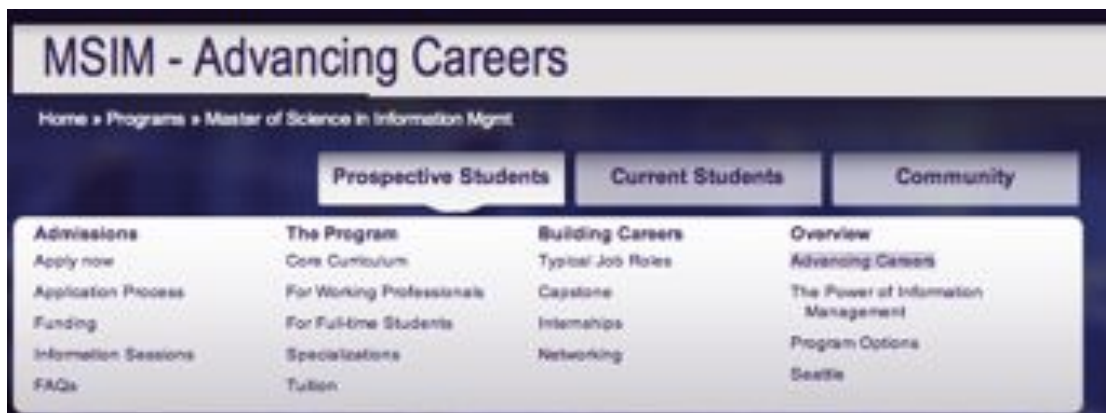 MSIM - Advancing Careers
Home » Programs » Master of Science in Information Mgmt
Prospective Students
Current Students
Community
Admissions
Apply now
Application Process
Funding
Information Sessions
FAQs
The Program
Core Curriculum
For Working Professionals
For Full-time Students
Specializations
Tuition
Building Careers
Typical Job Roles
Capstone
Internships
Networking
Overview
Advancing Careers
The Power of Information
Management
Program Options
Seattle